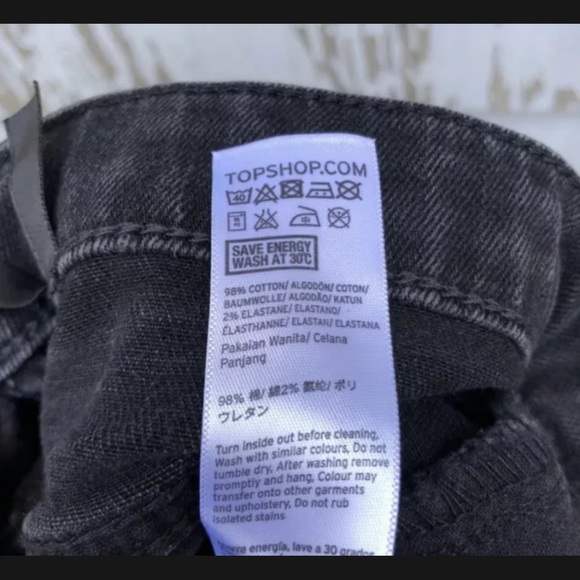 TOPSHOP.COM
40
SAVE ENERGY
WASH AT 30°C
98% COTTON/ ALGODÓN/ COTON/
BAUMWOLLE/ ALGODÃO/ KATUN
2% ELASTANE/ ELASTANO/
ÉLASTHANNE/ ELASTAN/ ELASTANA
Pakaian Wanita/ Celana
Panjang
98% 棉/ 綿2% 氨纶/ ポリ
ウレタン
Turn inside out before cleaning,
Wash with similar colours, Do not
tumble dry, After washing remove
promptly and hang, Colour may
transfer onto other garments
and upholstery, Do not rub
isolated stains
energía, lave a 30 grados